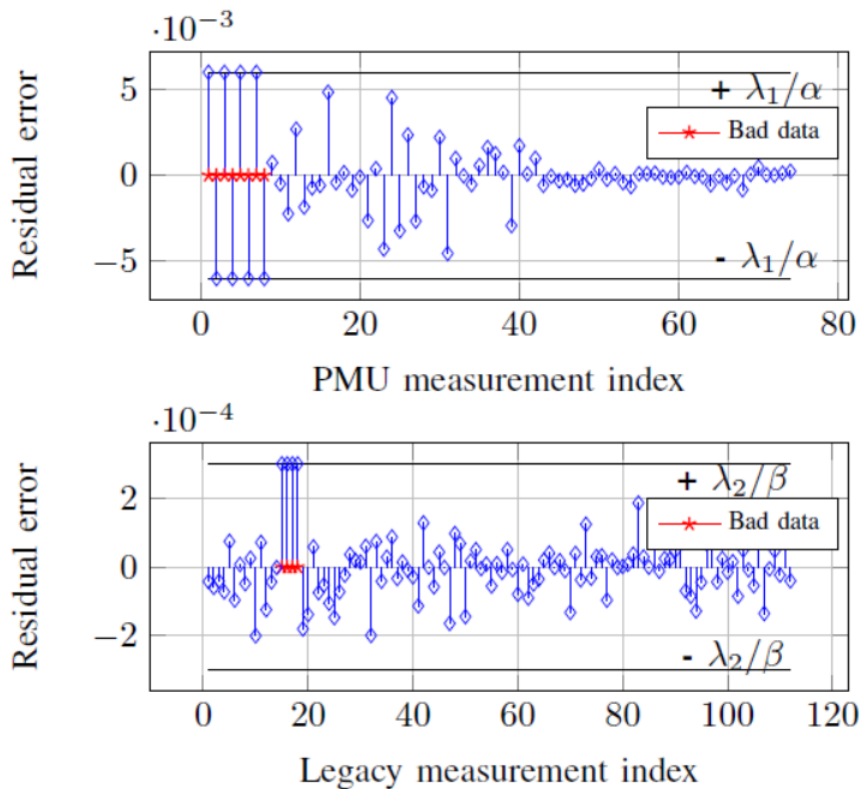 ·10⁻³
5
0
−5
Residual error
+ λ₁/α
Bad data
- λ₁/α
0 20 40 60 80
PMU measurement index
·10⁻⁴
2
0
−2
Residual error
+ λ₂/β
Bad data
- λ₂/β
0 20 40 60 80 100 120
Legacy measurement index